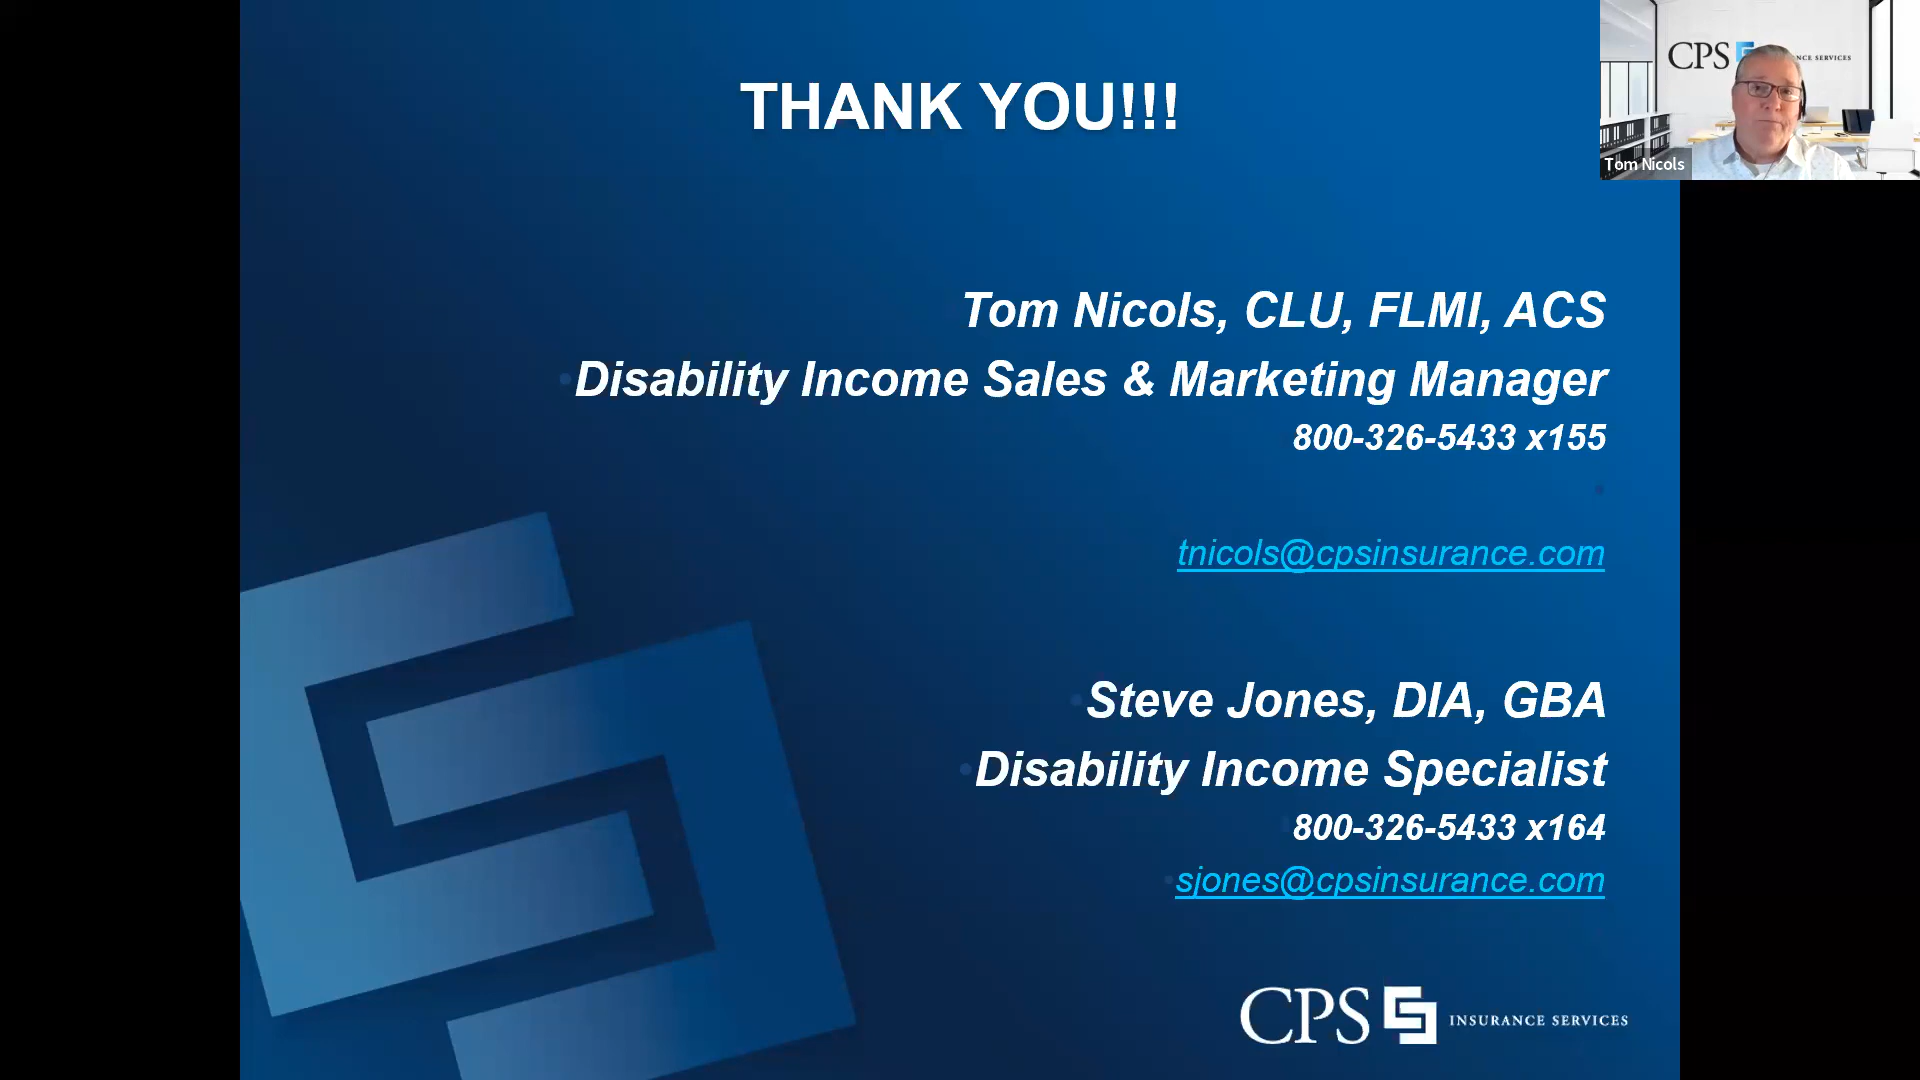 THANK YOU!!!
CPS
NCE SERVICES
Tom Nicols
Tom Nicols, CLU, FLMI, ACS
Disability Income Sales & Marketing Manager
800-326-5433 x155
tnicols@cpsinsurance.com
Steve Jones, DIA, GBA
Disability Income Specialist
800-326-5433 x164
sjones@cpsinsurance.com
CPS INSURANCE SERVICES